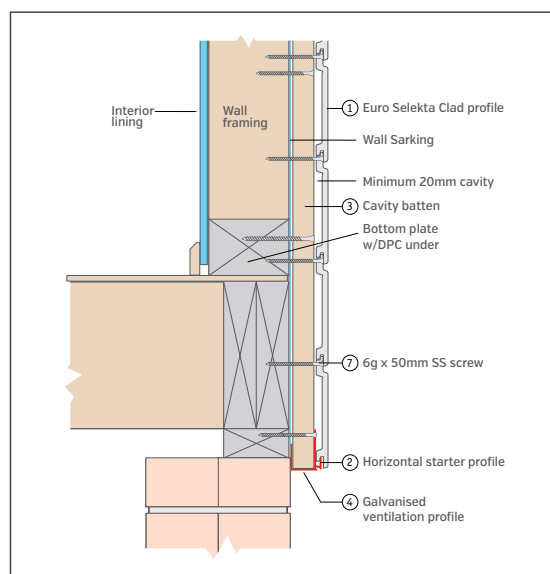 Interior
lining
Wall
framing
1 Euro Selekta Clad profile
Wall Sarking
Minimum 20mm cavity
3 Cavity batten
Bottom plate
w/DPC under
7 6g x 50mm SS screw
2 Horizontal starter profile
4 Galvanised
ventilation profile